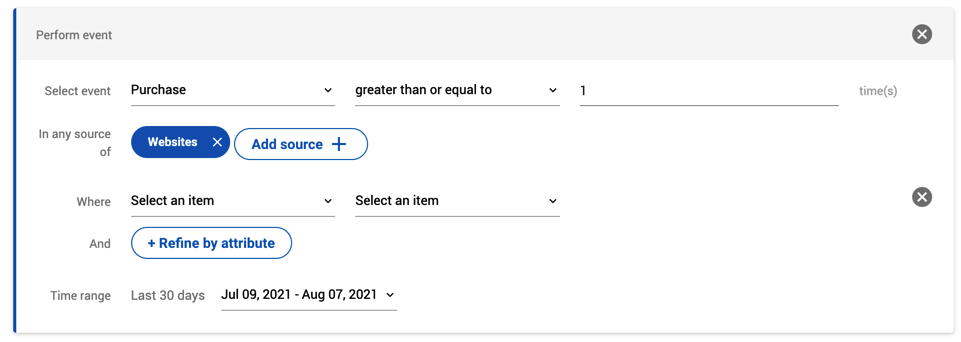 Perform event
Select event Purchase greater than or equal to 1 time(s)
In any source of Websites Add source
Where Select an item Select an item
And + Refine by attribute
Time range Last 30 days Jul 09, 2021 - Aug 07, 2021